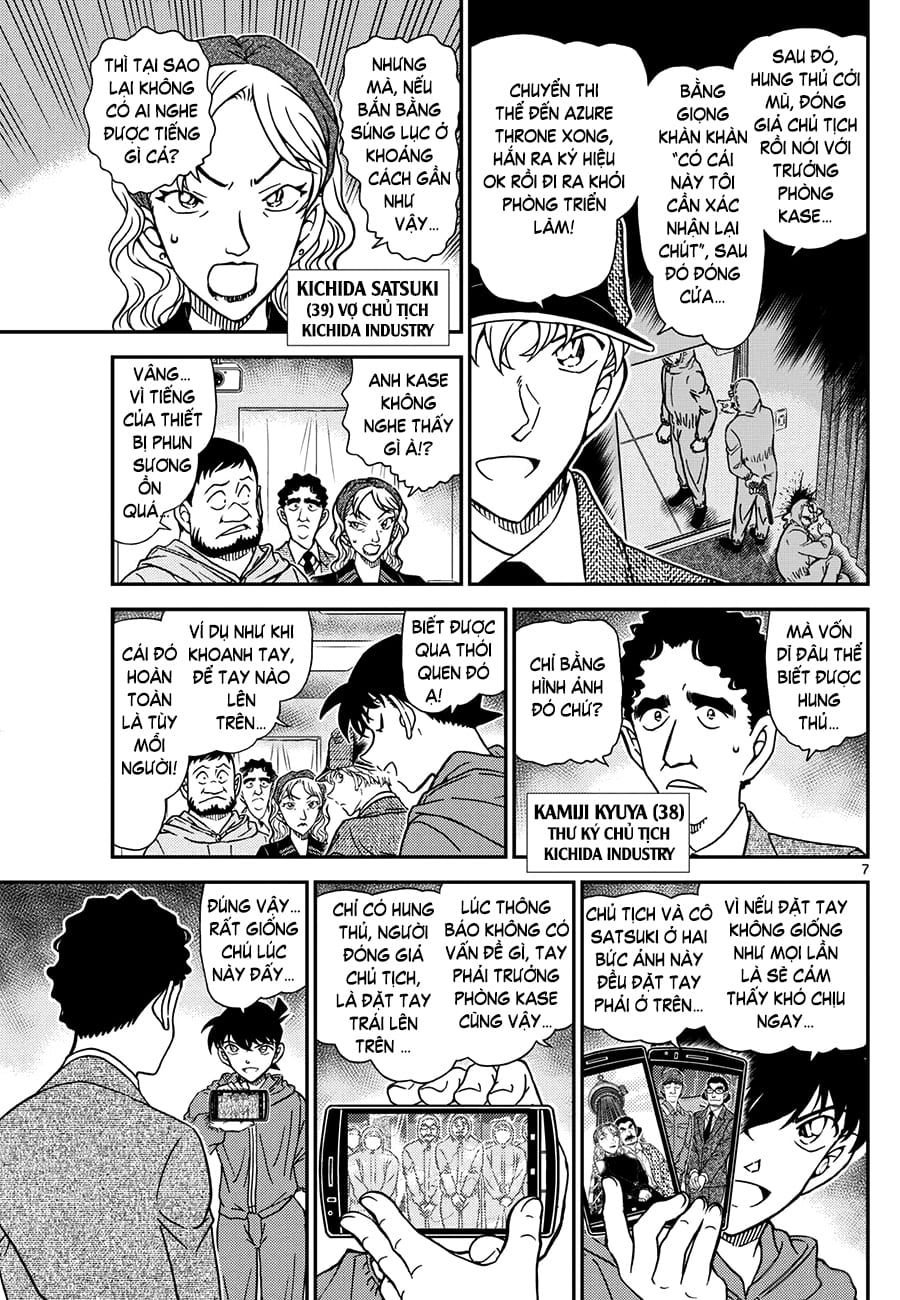 SAU ĐÓ,
HUNG THỦ CỞI
MŨ, ĐÓNG
GIẢ CHỦ TỊCH
RỒI NÓI VỚI
TRƯỞNG
PHÒNG
KASE...
BẰNG
GIỌNG
KHÀN KHÀN
“CÓ CÁI
NÀY TÔI
CẦN XÁC
NHẬN LẠI
CHÚT”, SAU
ĐÓ ĐÓNG
CỬA...
CHUYỂN THI
THỂ ĐẾN AZURE
THRONE XONG,
HẮN RA KÝ HIỆU
OK RỒI ĐI RA KHỎI
PHÒNG TRIỂN
LÃM!
NHƯNG
MÀ, NẾU
BẮN BẰNG
SÚNG LỤC Ở
KHOẢNG
CÁCH GẦN
NHƯ
VẬY...
THÌ TẠI SAO
LẠI KHÔNG
CÓ AI NGHE
ĐƯỢC TIẾNG
GÌ CẢ?
KICHIDA SATSUKI
(39) VỢ CHỦ TỊCH
KICHIDA INDUSTRY
ANH KASE
KHÔNG
NGHE THẤY
GÌ À!?
VÂNG...
VÌ TIẾNG
CỦA THIẾT
BỊ PHUN
SƯƠNG
ỒN
QUÁ...
MÀ VỐN
DĨ ĐÂU THỂ
BIẾT ĐƯỢC
HUNG
THỦ,
CHỈ BẰNG
HÌNH ẢNH
ĐÓ CHỨ?
KAMIJI KYUYA (38)
THƯ KÝ CHỦ TỊCH
KICHIDA INDUSTRY
BIẾT ĐƯỢC
QUA THÓI
QUEN ĐÓ
Ạ!
VÍ DỤ NHƯ KHI
KHOANH TAY,
ĐỂ TAY NÀO
LÊN
TRÊN...
CÁI ĐÓ
HOÀN
TOÀN
LÀ TÙY
MỖI
NGƯỜI!
7
VÌ NẾU ĐẶT TAY
KHÔNG GIỐNG
NHƯ MỌI LẦN
LÀ SẼ CẢM
THẤY KHÓ CHỊU
NGAY...
CHỦ TỊCH VÀ CÔ
SATSUKI Ở HAI
BỨC ẢNH NÀY
ĐỀU ĐẶT TAY
PHẢI Ở TRÊN...
LÚC THÔNG
BÁO KHÔNG CÓ
VẤN ĐỀ GÌ, TAY
PHẢI TRƯỞNG
PHÒNG KASE
CŨNG VẬY...
CHỈ CÓ HUNG
THỦ, NGƯỜI
ĐÓNG GIẢ
CHỦ TỊCH,
LÀ ĐẶT TAY
TRÁI LÊN
TRÊN ...
ĐÚNG VẬY...
RẤT GIỐNG
CHÚ LÚC
NÀY ĐẤY...